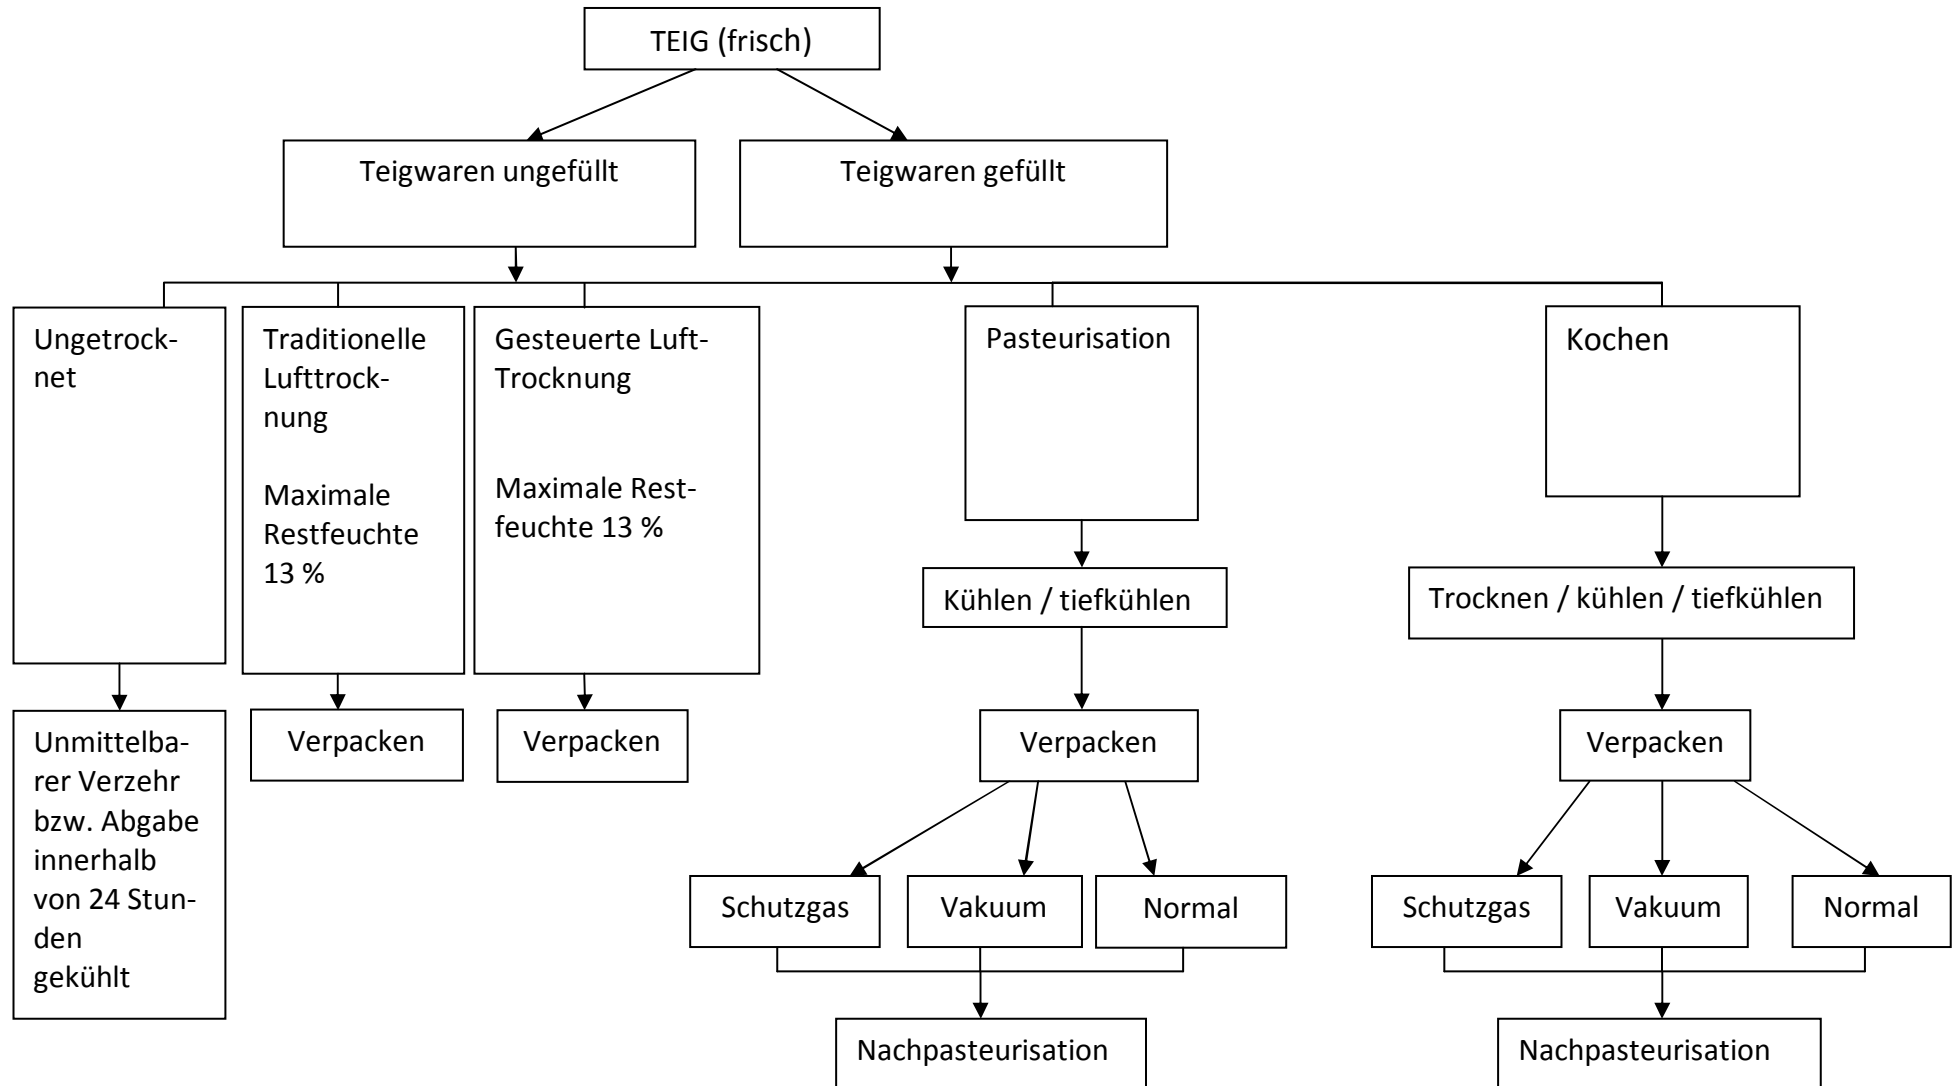 TEIG (frisch)
Teigwaren ungefüllt
Teigwaren gefüllt
Ungetrock-
net
Traditionelle
Lufttrock-
nung
Maximale
Restfeuchte
13 %
Gesteuerte Luft-
Trocknung
Maximale Rest-
feuchte 13 %
Pasteurisation
Kochen
Kühlen / tiefkühlen
Trocknen / kühlen / tiefkühlen
Unmittelba-
rer Verzehr
bzw. Abgabe
innerhalb
von 24 Stun-
den
gekühlt
Verpacken
Verpacken
Verpacken
Verpacken
Schutzgas
Vakuum
Normal
Schutzgas
Vakuum
Normal
Nachpasteurisation
Nachpasteurisation